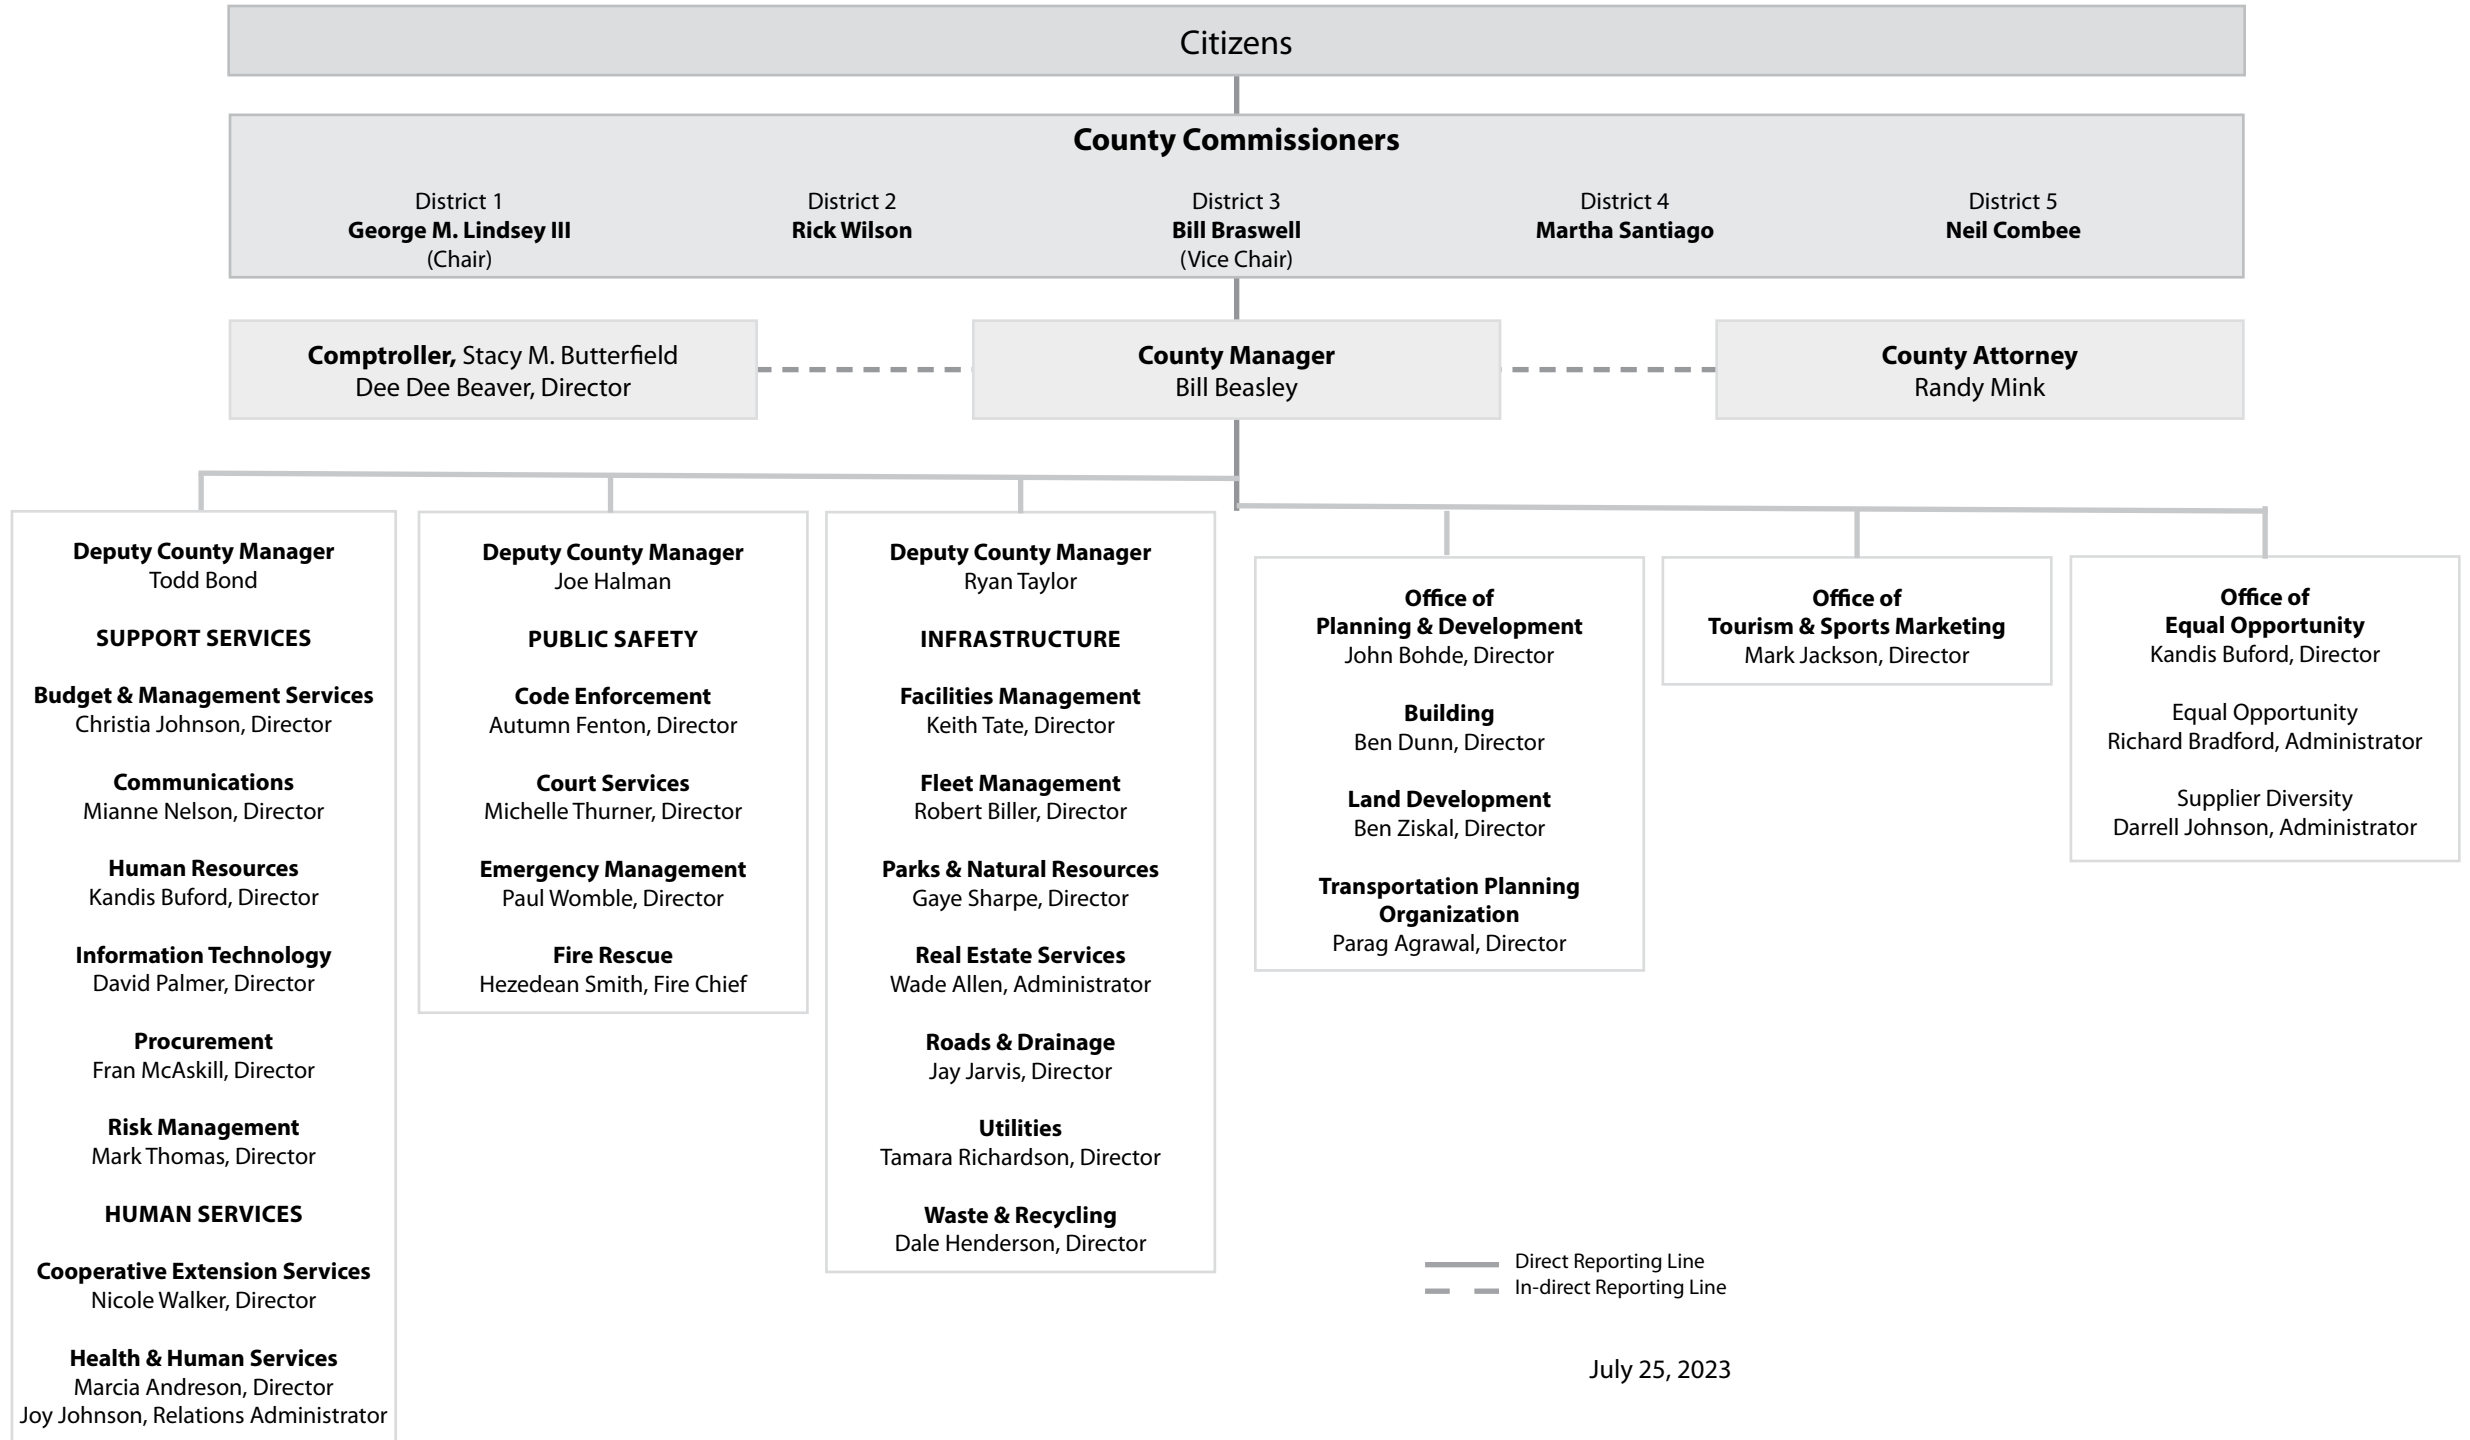 Citizens
County Commissioners
District 1
George M. Lindsey III
(Chair)
District 2
Rick Wilson
District 3
Bill Braswell
(Vice Chair)
District 4
Martha Santiago
District 5
Neil Combee
Comptroller, Stacy M. Butterfield
Dee Dee Beaver, Director
County Manager
Bill Beasley
County Attorney
Randy Mink
Deputy County Manager
Todd Bond
SUPPORT SERVICES
Budget & Management Services
Christia Johnson, Director
Communications
Mianne Nelson, Director
Human Resources
Kandis Buford, Director
Information Technology
David Palmer, Director
Procurement
Fran McAskill, Director
Risk Management
Mark Thomas, Director
HUMAN SERVICES
Cooperative Extension Services
Nicole Walker, Director
Health & Human Services
Marcia Andreson, Director
Joy Johnson, Relations Administrator
Deputy County Manager
Joe Halman
PUBLIC SAFETY
Code Enforcement
Autumn Fenton, Director
Court Services
Michelle Thurner, Director
Emergency Management
Paul Womble, Director
Fire Rescue
Hezedean Smith, Fire Chief
Deputy County Manager
Ryan Taylor
INFRASTRUCTURE
Facilities Management
Keith Tate, Director
Fleet Management
Robert Biller, Director
Parks & Natural Resources
Gaye Sharpe, Director
Real Estate Services
Wade Allen, Administrator
Roads & Drainage
Jay Jarvis, Director
Utilities
Tamara Richardson, Director
Waste & Recycling
Dale Henderson, Director
Office of
Planning & Development
John Bohde, Director
Building
Ben Dunn, Director
Land Development
Ben Ziskal, Director
Transportation Planning
Organization
Parag Agrawal, Director
Office of
Tourism & Sports Marketing
Mark Jackson, Director
Office of
Equal Opportunity
Kandis Buford, Director
Equal Opportunity
Richard Bradford, Administrator
Supplier Diversity
Darrell Johnson, Administrator
Direct Reporting Line
In-direct Reporting Line
July 25, 2023